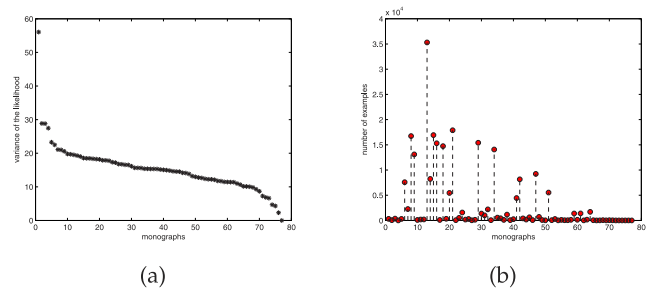 60
50
40
30
20
10
0
variance of the likelihood
0 10 20 30 40 50 60 70 80
monographs
(a)
x 10^4
4
3.5
3
2.5
2
1.5
1
0.5
0
number of examples
0 10 20 30 40 50 60 70 80
monographs
(b)